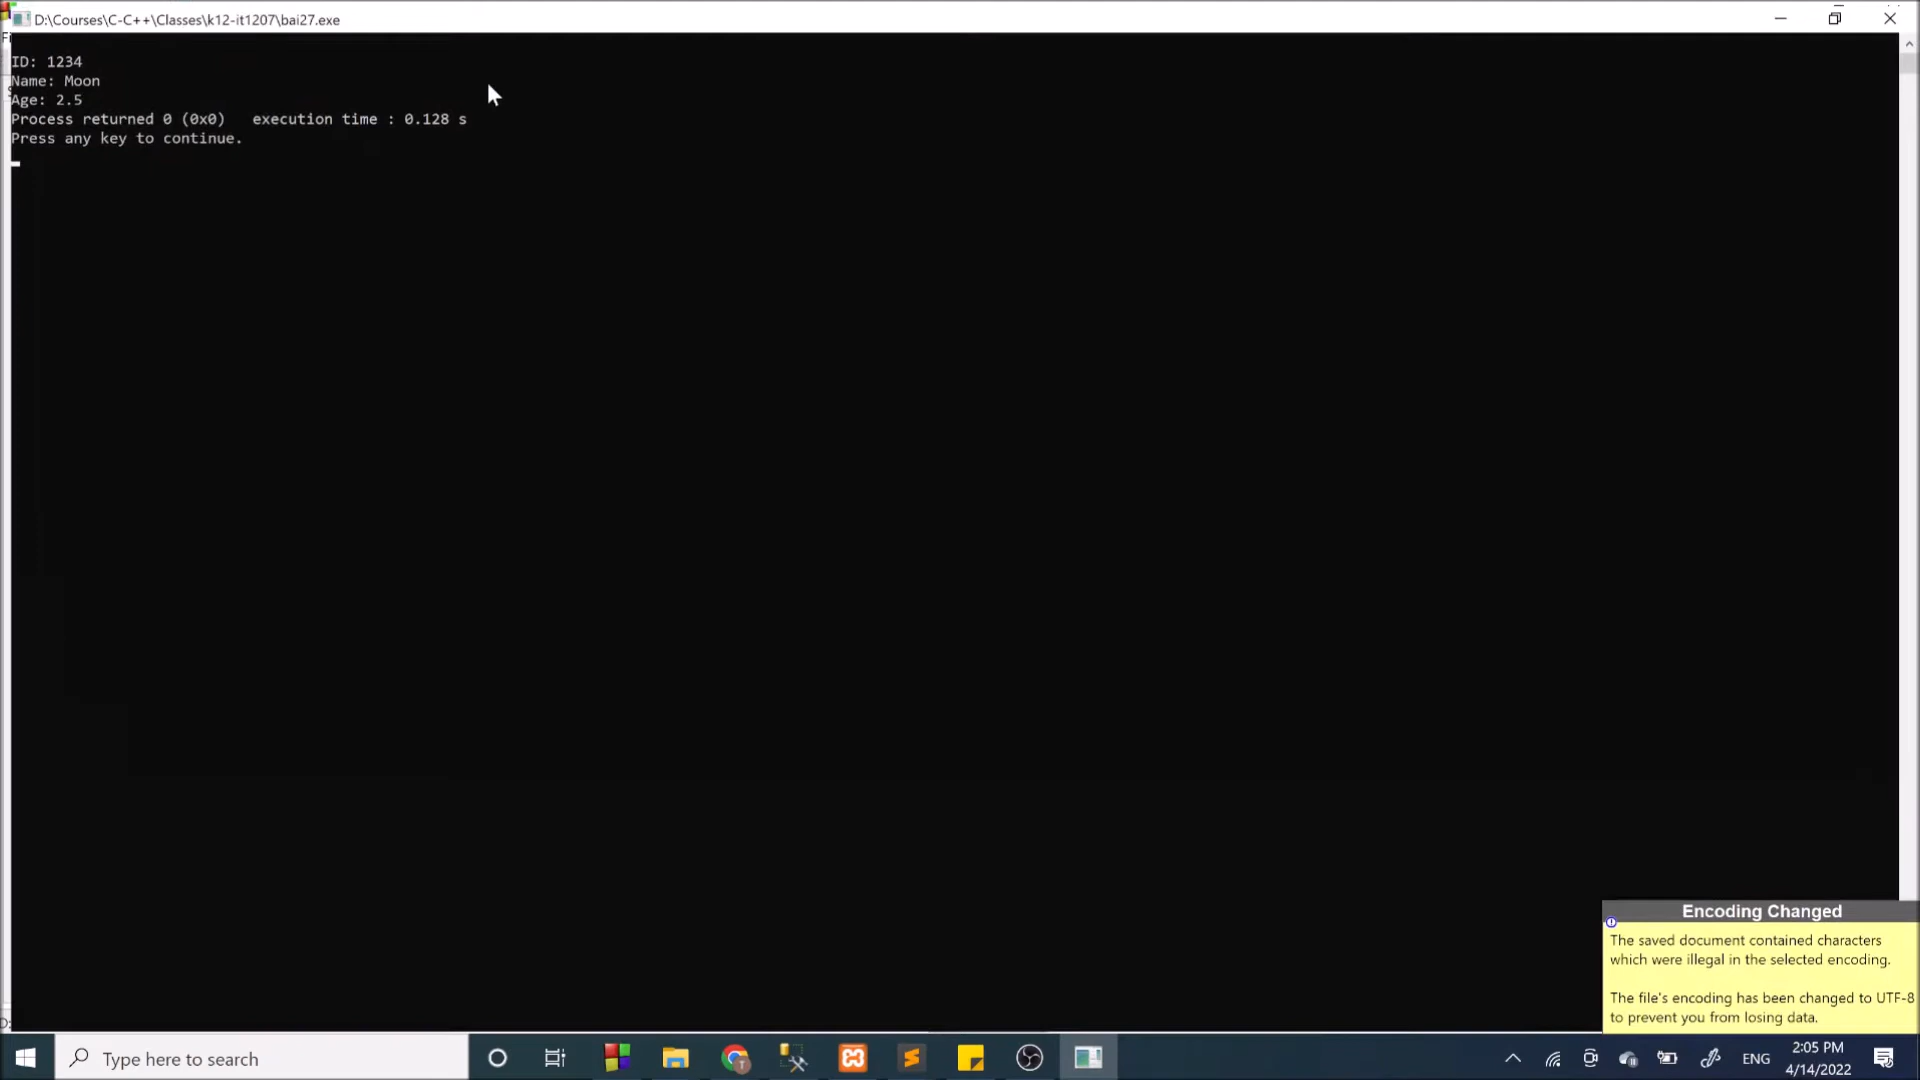 D:\Courses\C-C++\Classes\k12-it1207\bai27.exe
ID: 1234
Name: Moon
Age: 2.5
Process returned 0 (0x0)   execution time : 0.128 s
Press any key to continue.
Encoding Changed
The saved document contained characters
which were illegal in the selected encoding.
The file's encoding has been changed to UTF-8
to prevent you from losing data.
Type here to search
ENG
2:05 PM
4/14/2022